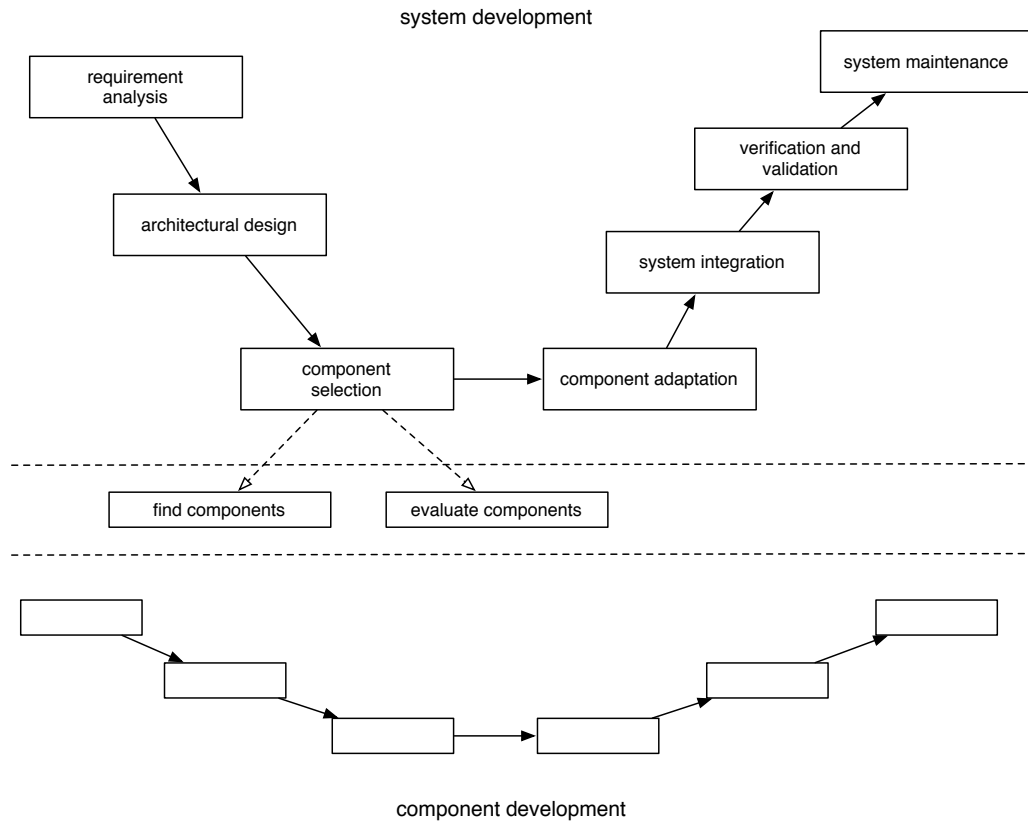 system development
requirement
analysis
architectural design
component
selection
component adaptation
system integration
verification and
validation
system maintenance
find components
evaluate components
component development